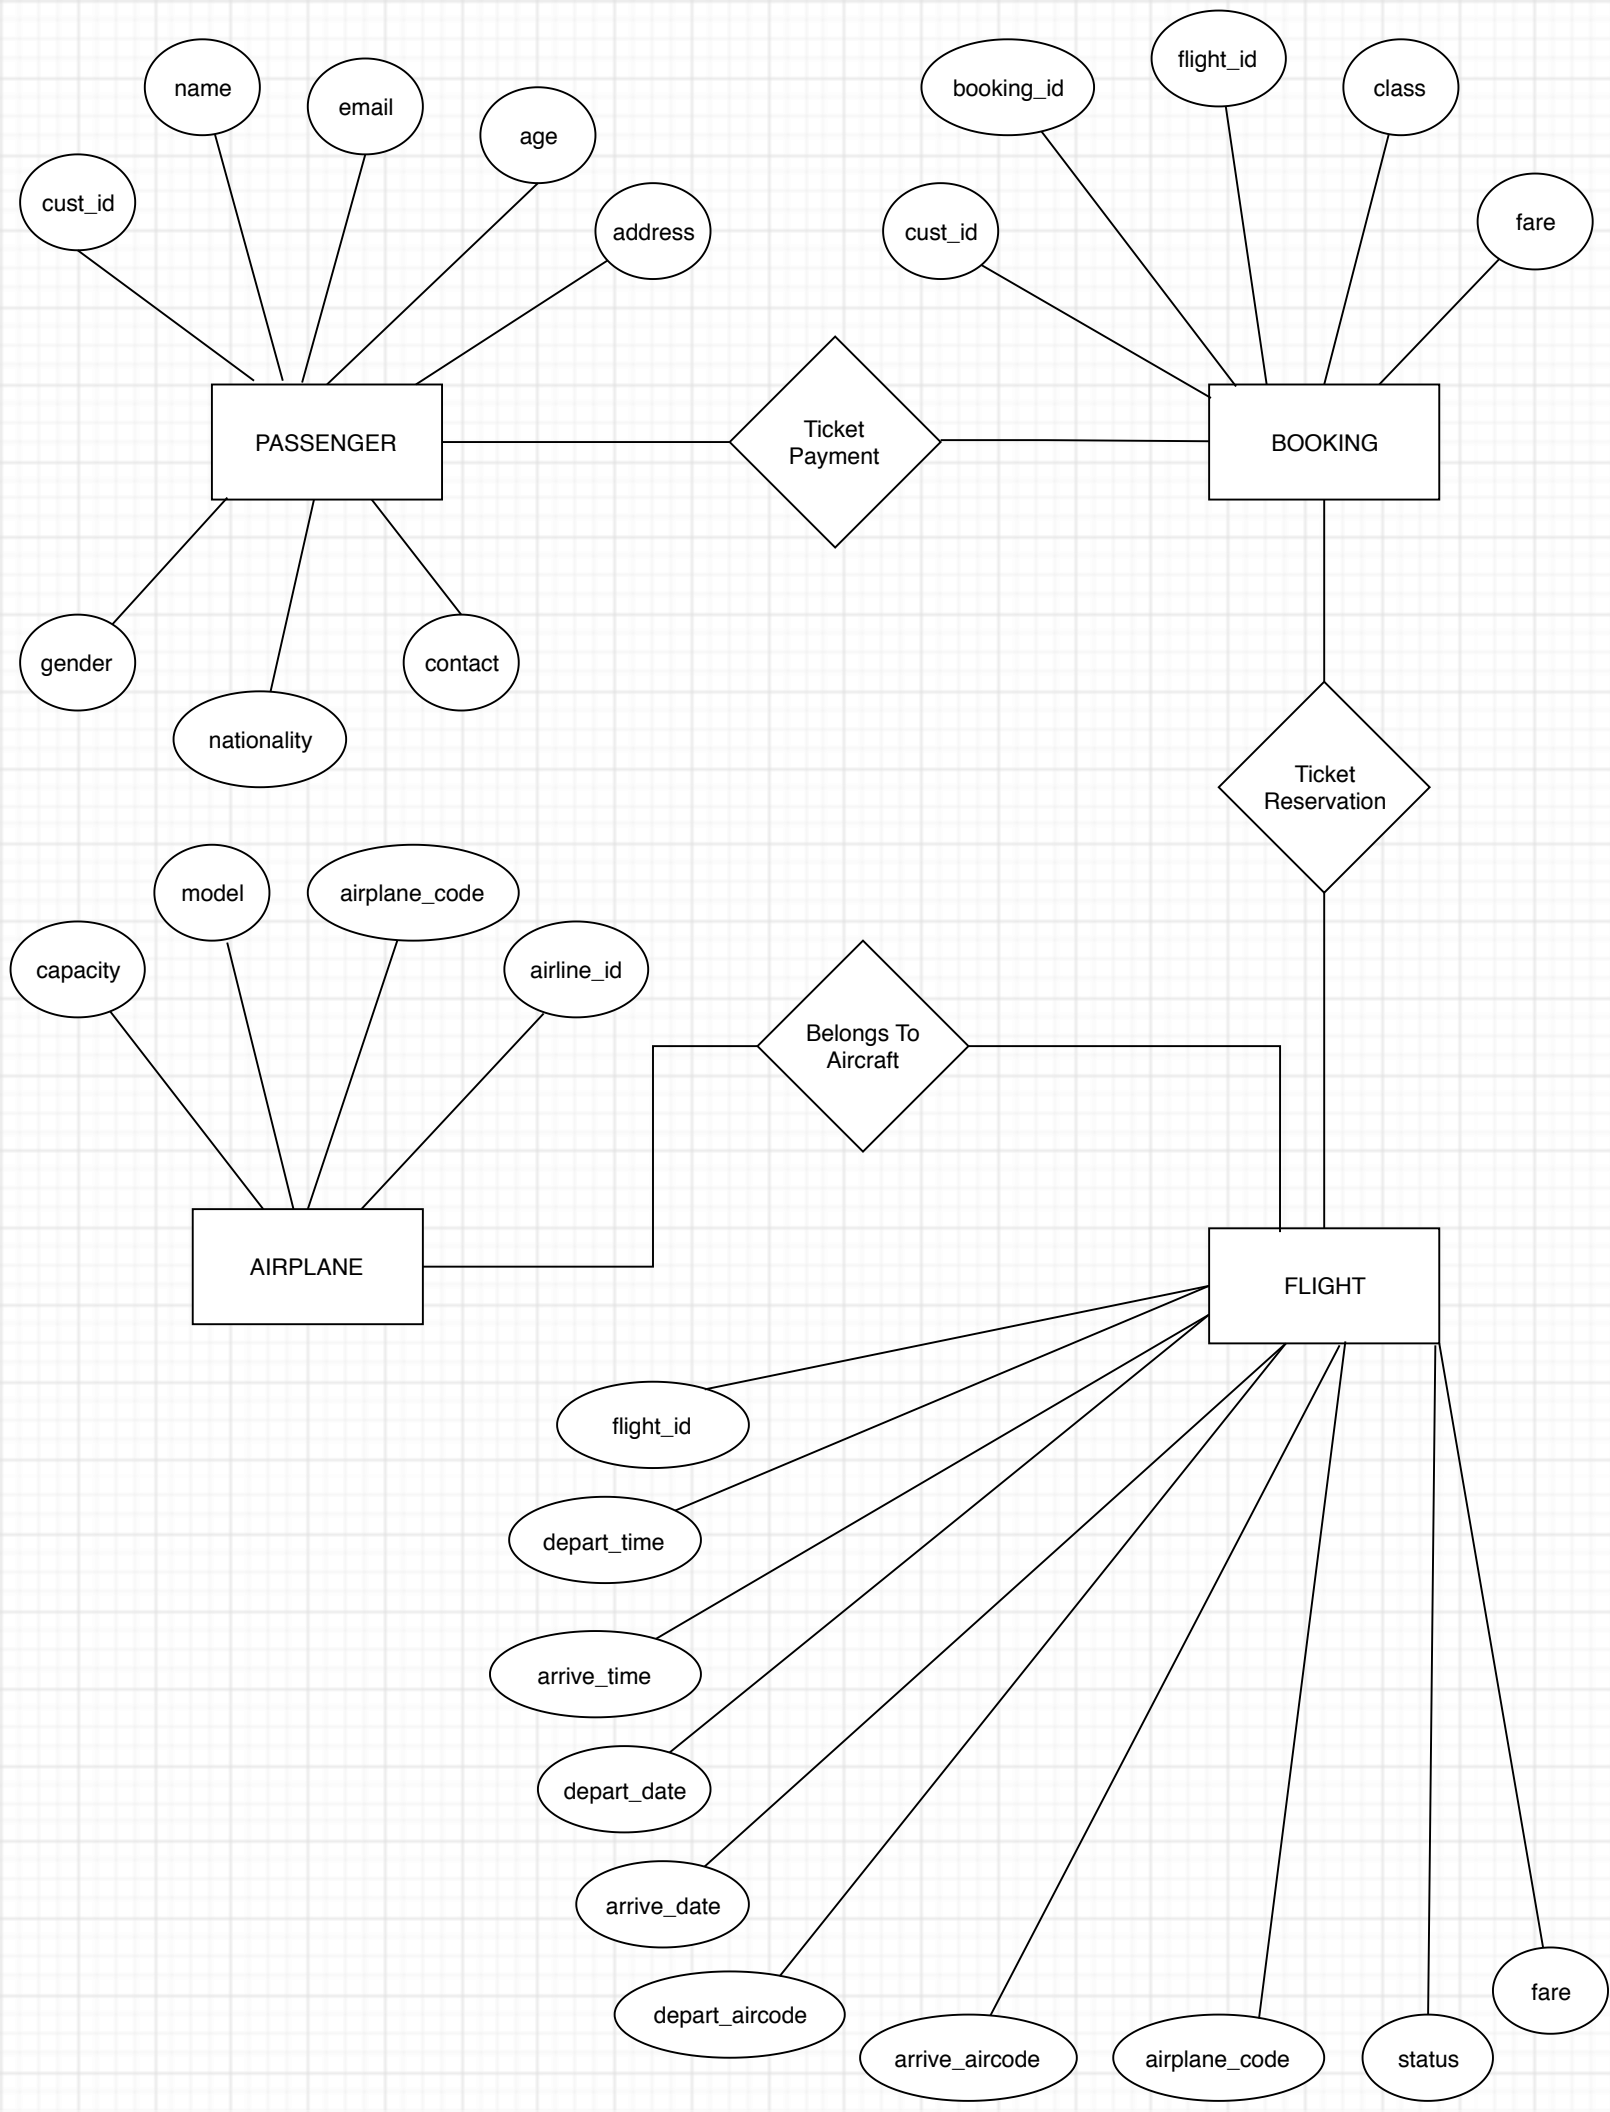 name
email
age
cust_id
address
booking_id
flight_id
class
cust_id
fare
PASSENGER
Ticket
Payment
BOOKING
gender
nationality
contact
Ticket
Reservation
model
airplane_code
capacity
airline_id
Belongs To
Aircraft
AIRPLANE
FLIGHT
flight_id
depart_time
arrive_time
depart_date
arrive_date
depart_aircode
arrive_aircode
airplane_code
status
fare